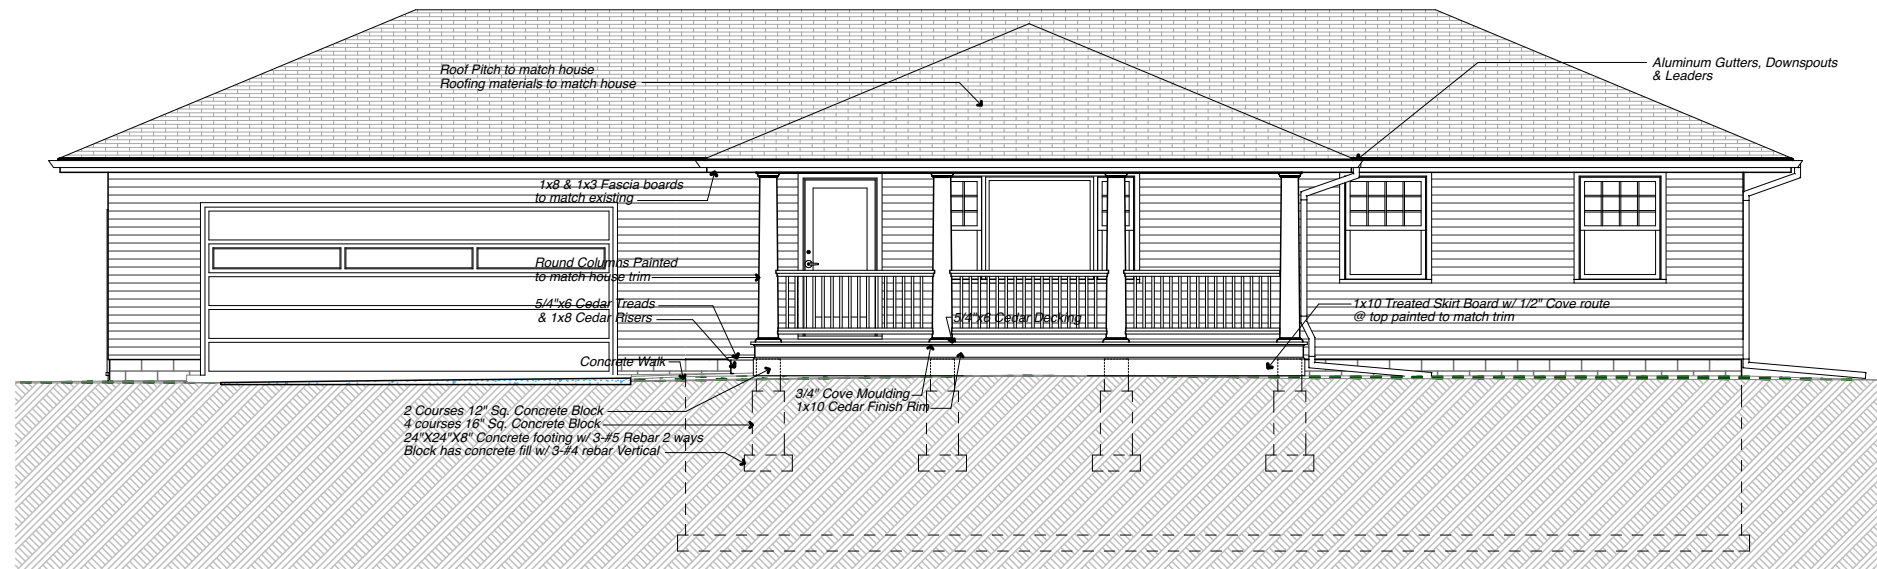 Roof Pitch to match house
Roofing materials to match house
Aluminum Gutters, Downspouts
& Leaders
1x8 & 1x3 Fascia boards
to match existing
Round Columns Painted
to match house trim
5/4"x6 Cedar Treads
& 1x8 Cedar Risers
5/4"x6 Cedar Decking
1x10 Treated Skirt Board w/ 1/2" Cove route
@ top painted to match trim
Concrete Walk
3/4" Cove Moulding
1x10 Cedar Finish Rim
2 Courses 12" Sq. Concrete Block
4 courses 16" Sq. Concrete Block
24"X24"X8" Concrete footing w/ 3-#5 Rebar 2 ways
Block has concrete fill w/ 3-#4 rebar Vertical